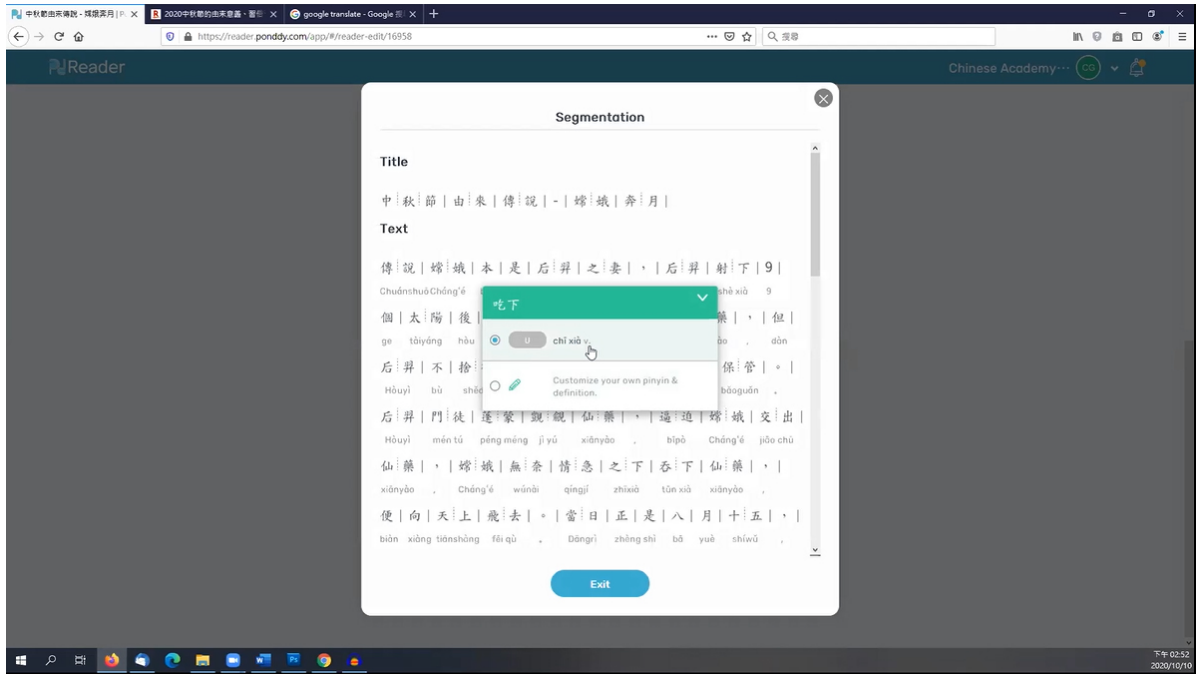 中秋節由來傳說 - 嫦娥奔月 | P
2020中秋節的由來意義、習俗
google translate - Google 搜
https://reader.ponddy.com/app/#/reader-edit/16958
搜尋
Reader
Chinese Academy··· CG
Segmentation
Title
中秋節 | 由來 | 傳說 | - | 嫦娥 | 奔月 |
Text
傳說 | 嫦娥 | 本 | 是 | 后羿 | 之妻 | , | 后羿 | 射下 | 9 |
Chuánshuō Cháng'é shè xià 9
個 | 太陽 | 後 | 藥 | , | 但 |
ge tàiyáng hòu , dàn
后羿 | 不 | 捨 保管 | 。 |
Hòuyì bù bǎoguǎn .
吃下
U chī xià v.
Customize your own pinyin &
definition.
后羿 | 門徒 | 蓬蒙 | 覬覦 | 仙藥 | , | 逼迫 | 嫦娥 | 交出 |
Hòuyì mén tú péng méng jì yú xiānyào , bīpò Cháng'é jiāo chū
仙藥 | , | 嫦娥 | 無奈 | 情急 | 之下 | 吞下 | 仙藥 | , |
xiānyào , Cháng'é wúnài qíngjí zhīxià tūn xià xiānyào ,
便 | 向 | 天上 | 飛去 | 。 | 當日 | 正 | 是 | 八 | 月 | 十五 | , |
biàn xiàng tiānshàng fēi qù . Dāngrì zhèng shì bā yuè shíwǔ ,
Exit
下午 02:52
2020/10/10